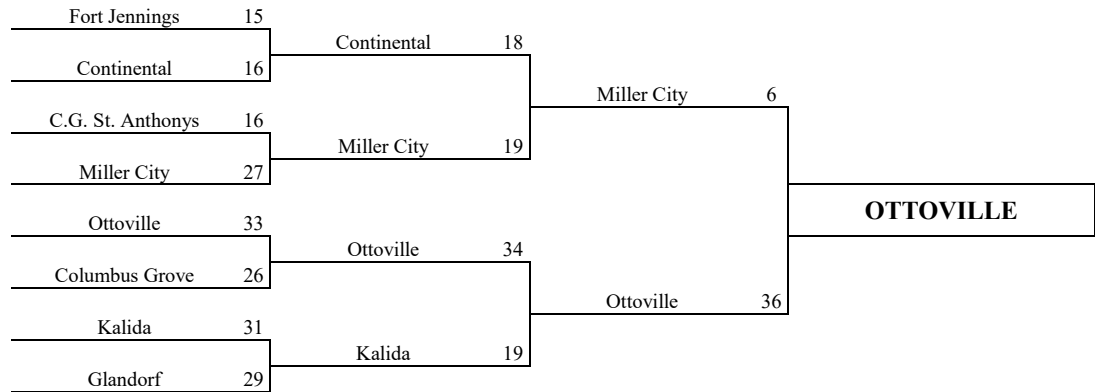 Fort Jennings 15
Continental 18
Continental 16
Miller City 6
C.G. St. Anthonys 16
Miller City 19
Miller City 27
OTTOVILLE
Ottoville 33
Ottoville 34
Columbus Grove 26
Ottoville 36
Kalida 31
Kalida 19
Glandorf 29